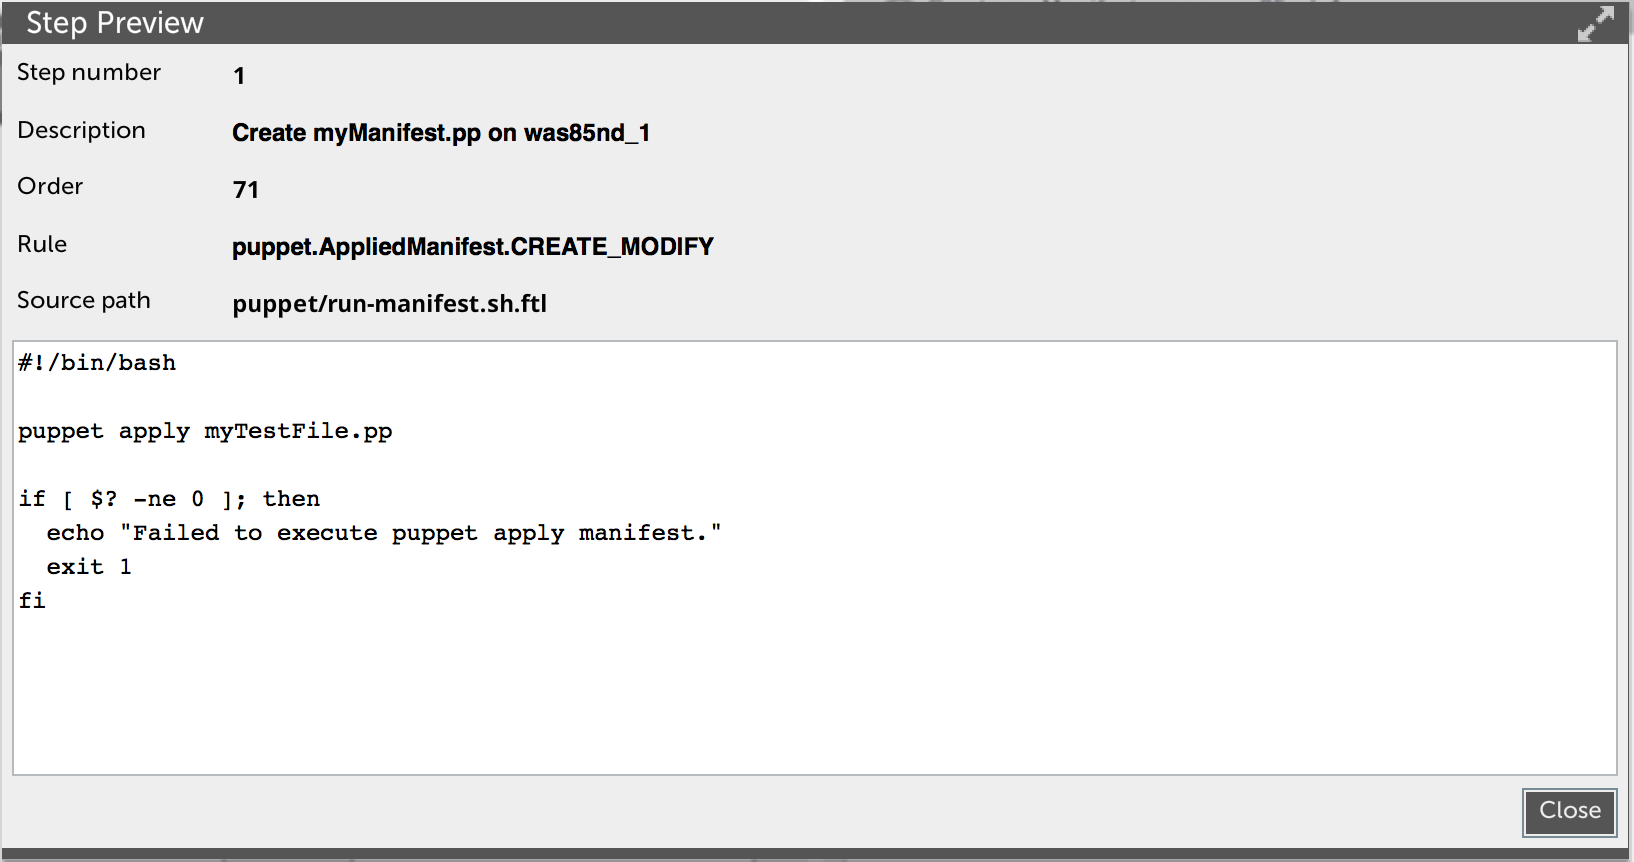 Step Preview
Step number 1
Description Create myManifest.pp on was85nd_1
Order 71
Rule puppet.AppliedManifest.CREATE_MODIFY
Source path puppet/run-manifest.sh.ftl
#!/bin/bash
puppet apply myTestFile.pp
if [ $? -ne 0 ]; then
  echo "Failed to execute puppet apply manifest."
  exit 1
fi
Close